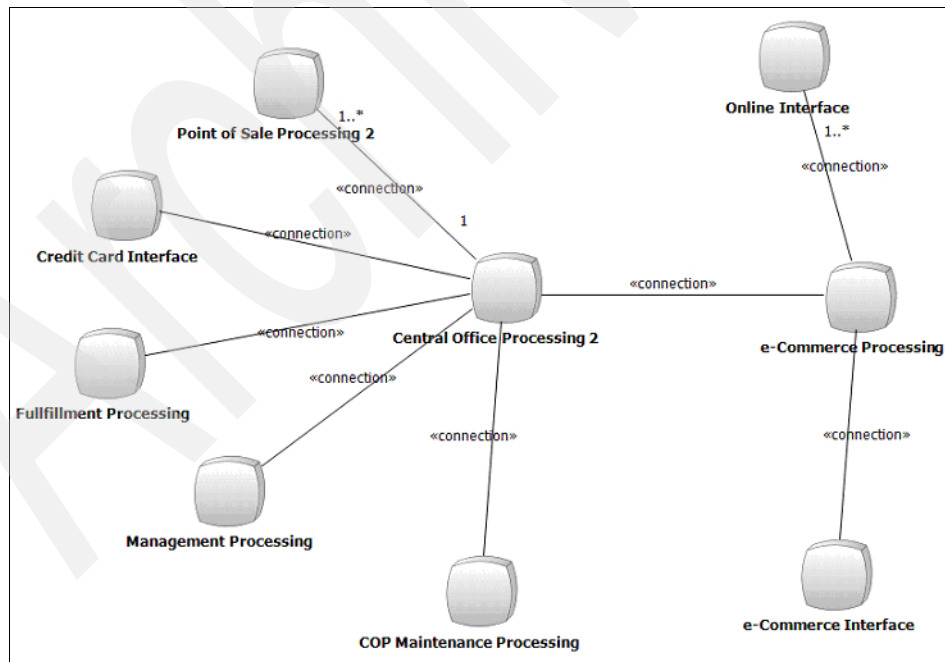 Online Interface
1..*
Point of Sale Processing 2
1..*
«connection»
«connection»
1
Credit Card Interface
«connection»
«connection»
Central Office Processing 2
e-Commerce Processing
«connection»
Fullfillment Processing
«connection»
«connection»
«connection»
Management Processing
COP Maintenance Processing
e-Commerce Interface